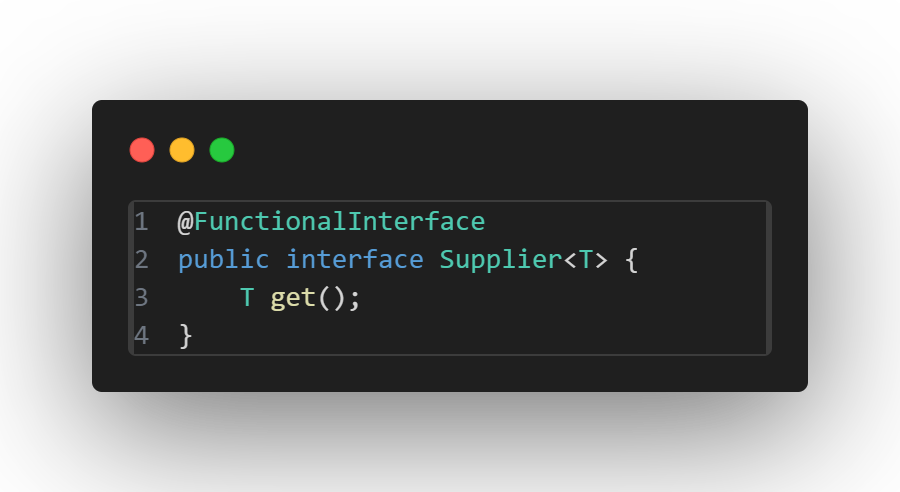 1 @FunctionalInterface
2 public interface Supplier<T> {
3     T get();
4 }